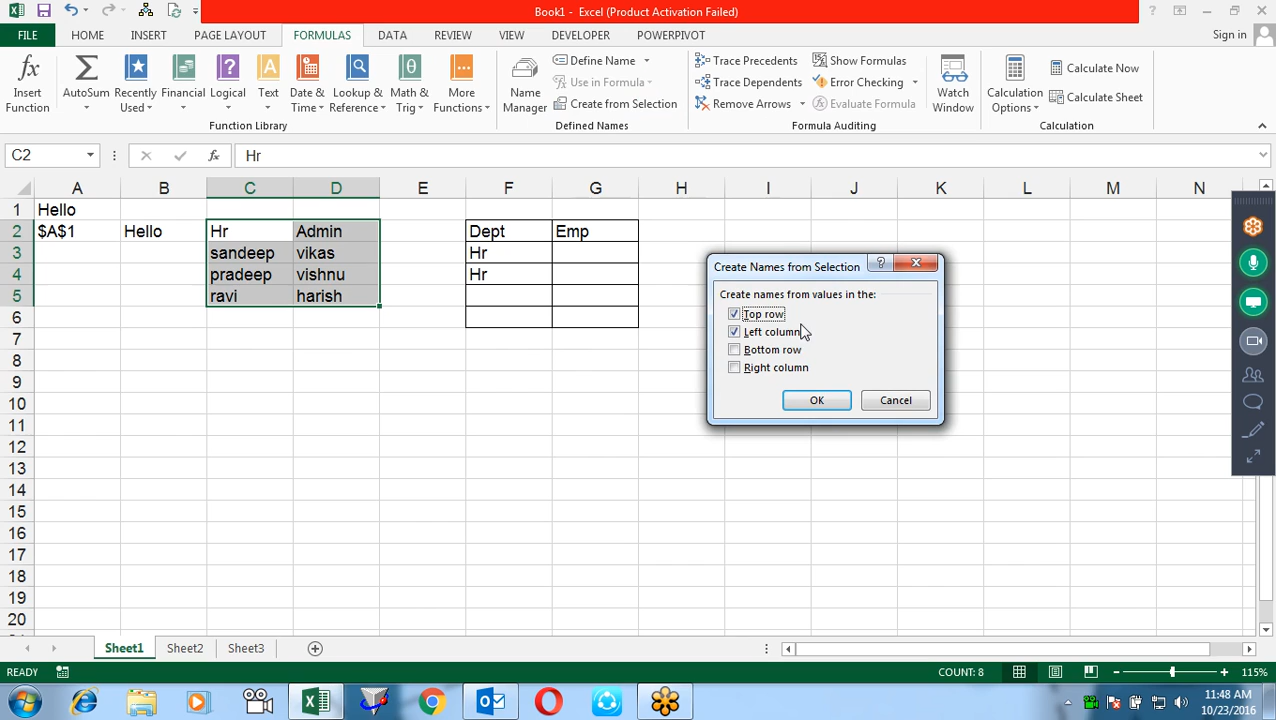 Book1 - Excel (Product Activation Failed)
FILE HOME INSERT PAGE LAYOUT FORMULAS DATA REVIEW VIEW DEVELOPER POWERPIVOT Sign in
Insert Function
AutoSum
Recently Used
Financial
Logical
Text
Date & Time
Lookup & Reference
Math & Trig
More Functions
Function Library
Name Manager
Define Name
Use in Formula
Create from Selection
Defined Names
Trace Precedents
Trace Dependents
Remove Arrows
Show Formulas
Error Checking
Evaluate Formula
Formula Auditing
Watch Window
Calculation Options
Calculate Now
Calculate Sheet
Calculation
C2 fx Hr
A B C D E F G H I J K L M N
1 Hello
2 $A$1 Hello Hr Admin Dept Emp
3 sandeep vikas Hr
4 pradeep vishnu Hr
5 ravi harish
6
7
8
9
10
11
12
13
14
15
16
17
18
19
20
Create Names from Selection
Create names from values in the:
Top row
Left column
Bottom row
Right column
OK Cancel
Sheet1 Sheet2 Sheet3
READY COUNT: 8 115%
11:48 AM
10/23/2016